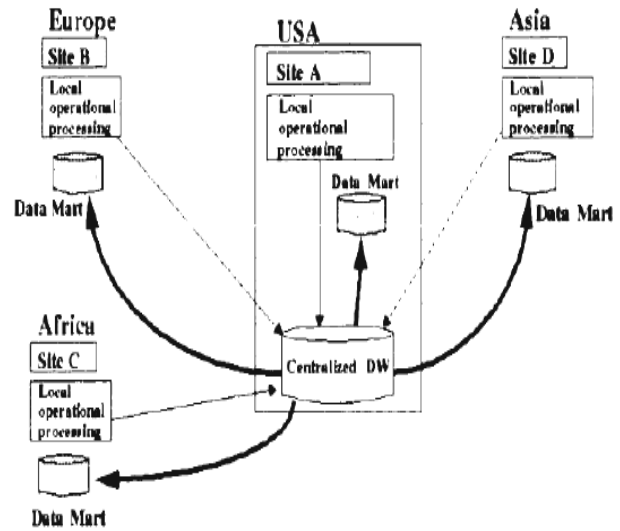 Europe
Site B
Local
operational
processing
Data Mart
USA
Site A
Local
operational
processing
Data Mart
Asia
Site D
Local
operational
processing
Data Mart
Africa
Site C
Local
operational
processing
Data Mart
Centralized DW